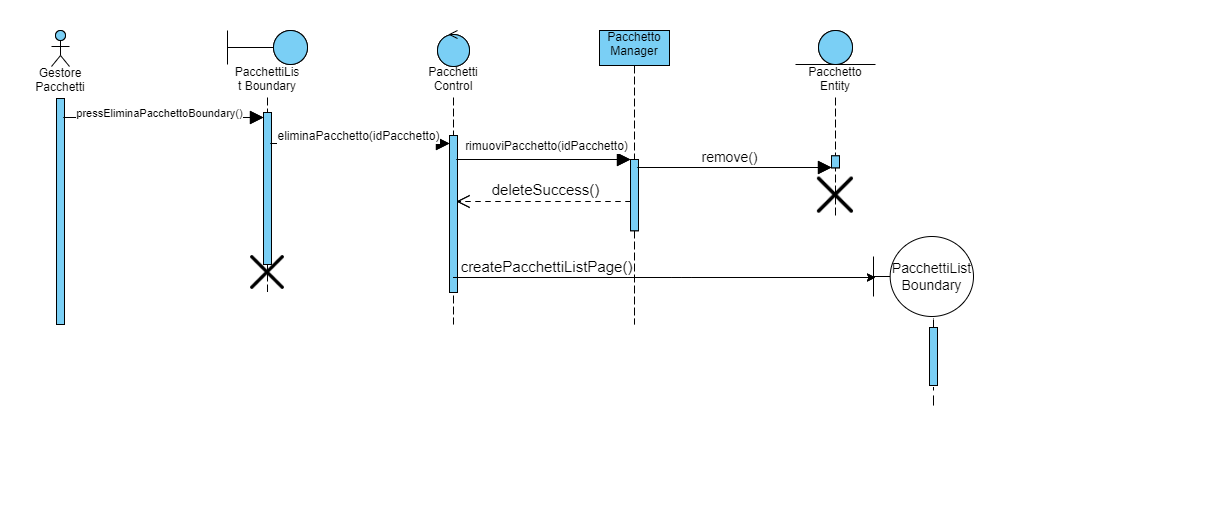 Gestore
Pacchetti
PacchettiLis
t Boundary
Pacchetti
Control
Pacchetto
Manager
Pacchetto
Entity
pressEliminaPacchettoBoundary()
eliminaPacchetto(idPacchetto)
rimuoviPacchetto(idPacchetto)
remove()
deleteSuccess()
createPacchettiListPage()
PacchettiList
Boundary